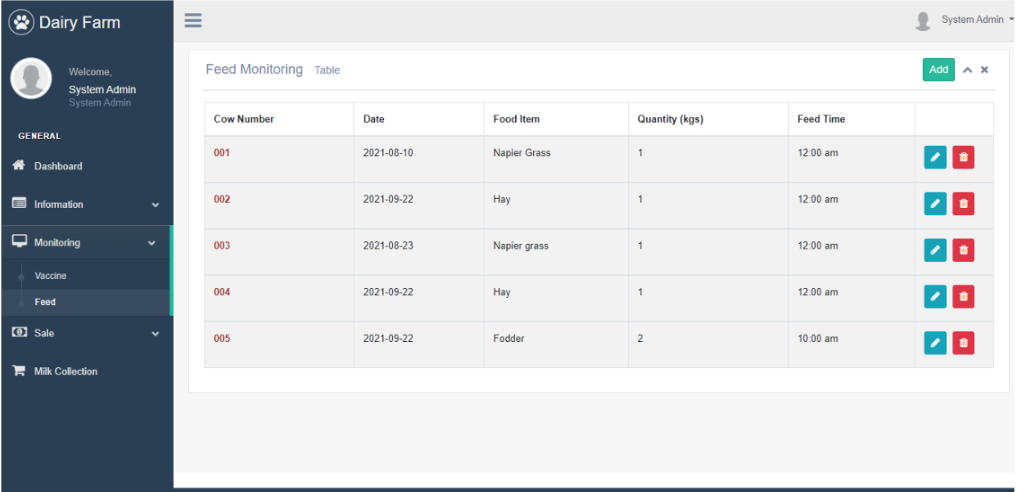 Dairy Farm
System Admin
Welcome,
System Admin
System Admin
GENERAL
Dashboard
Information
Monitoring
Vaccine
Feed
Sale
Milk Collection
Feed Monitoring Table
Add
Cow Number Date Food Item Quantity (kgs) Feed Time
001 2021-08-10 Napier Grass 1 12:00 am
002 2021-09-22 Hay 1 12:00 am
003 2021-08-23 Napier grass 1 12:00 am
004 2021-09-22 Hay 1 12:00 am
005 2021-09-22 Fodder 2 10:00 am